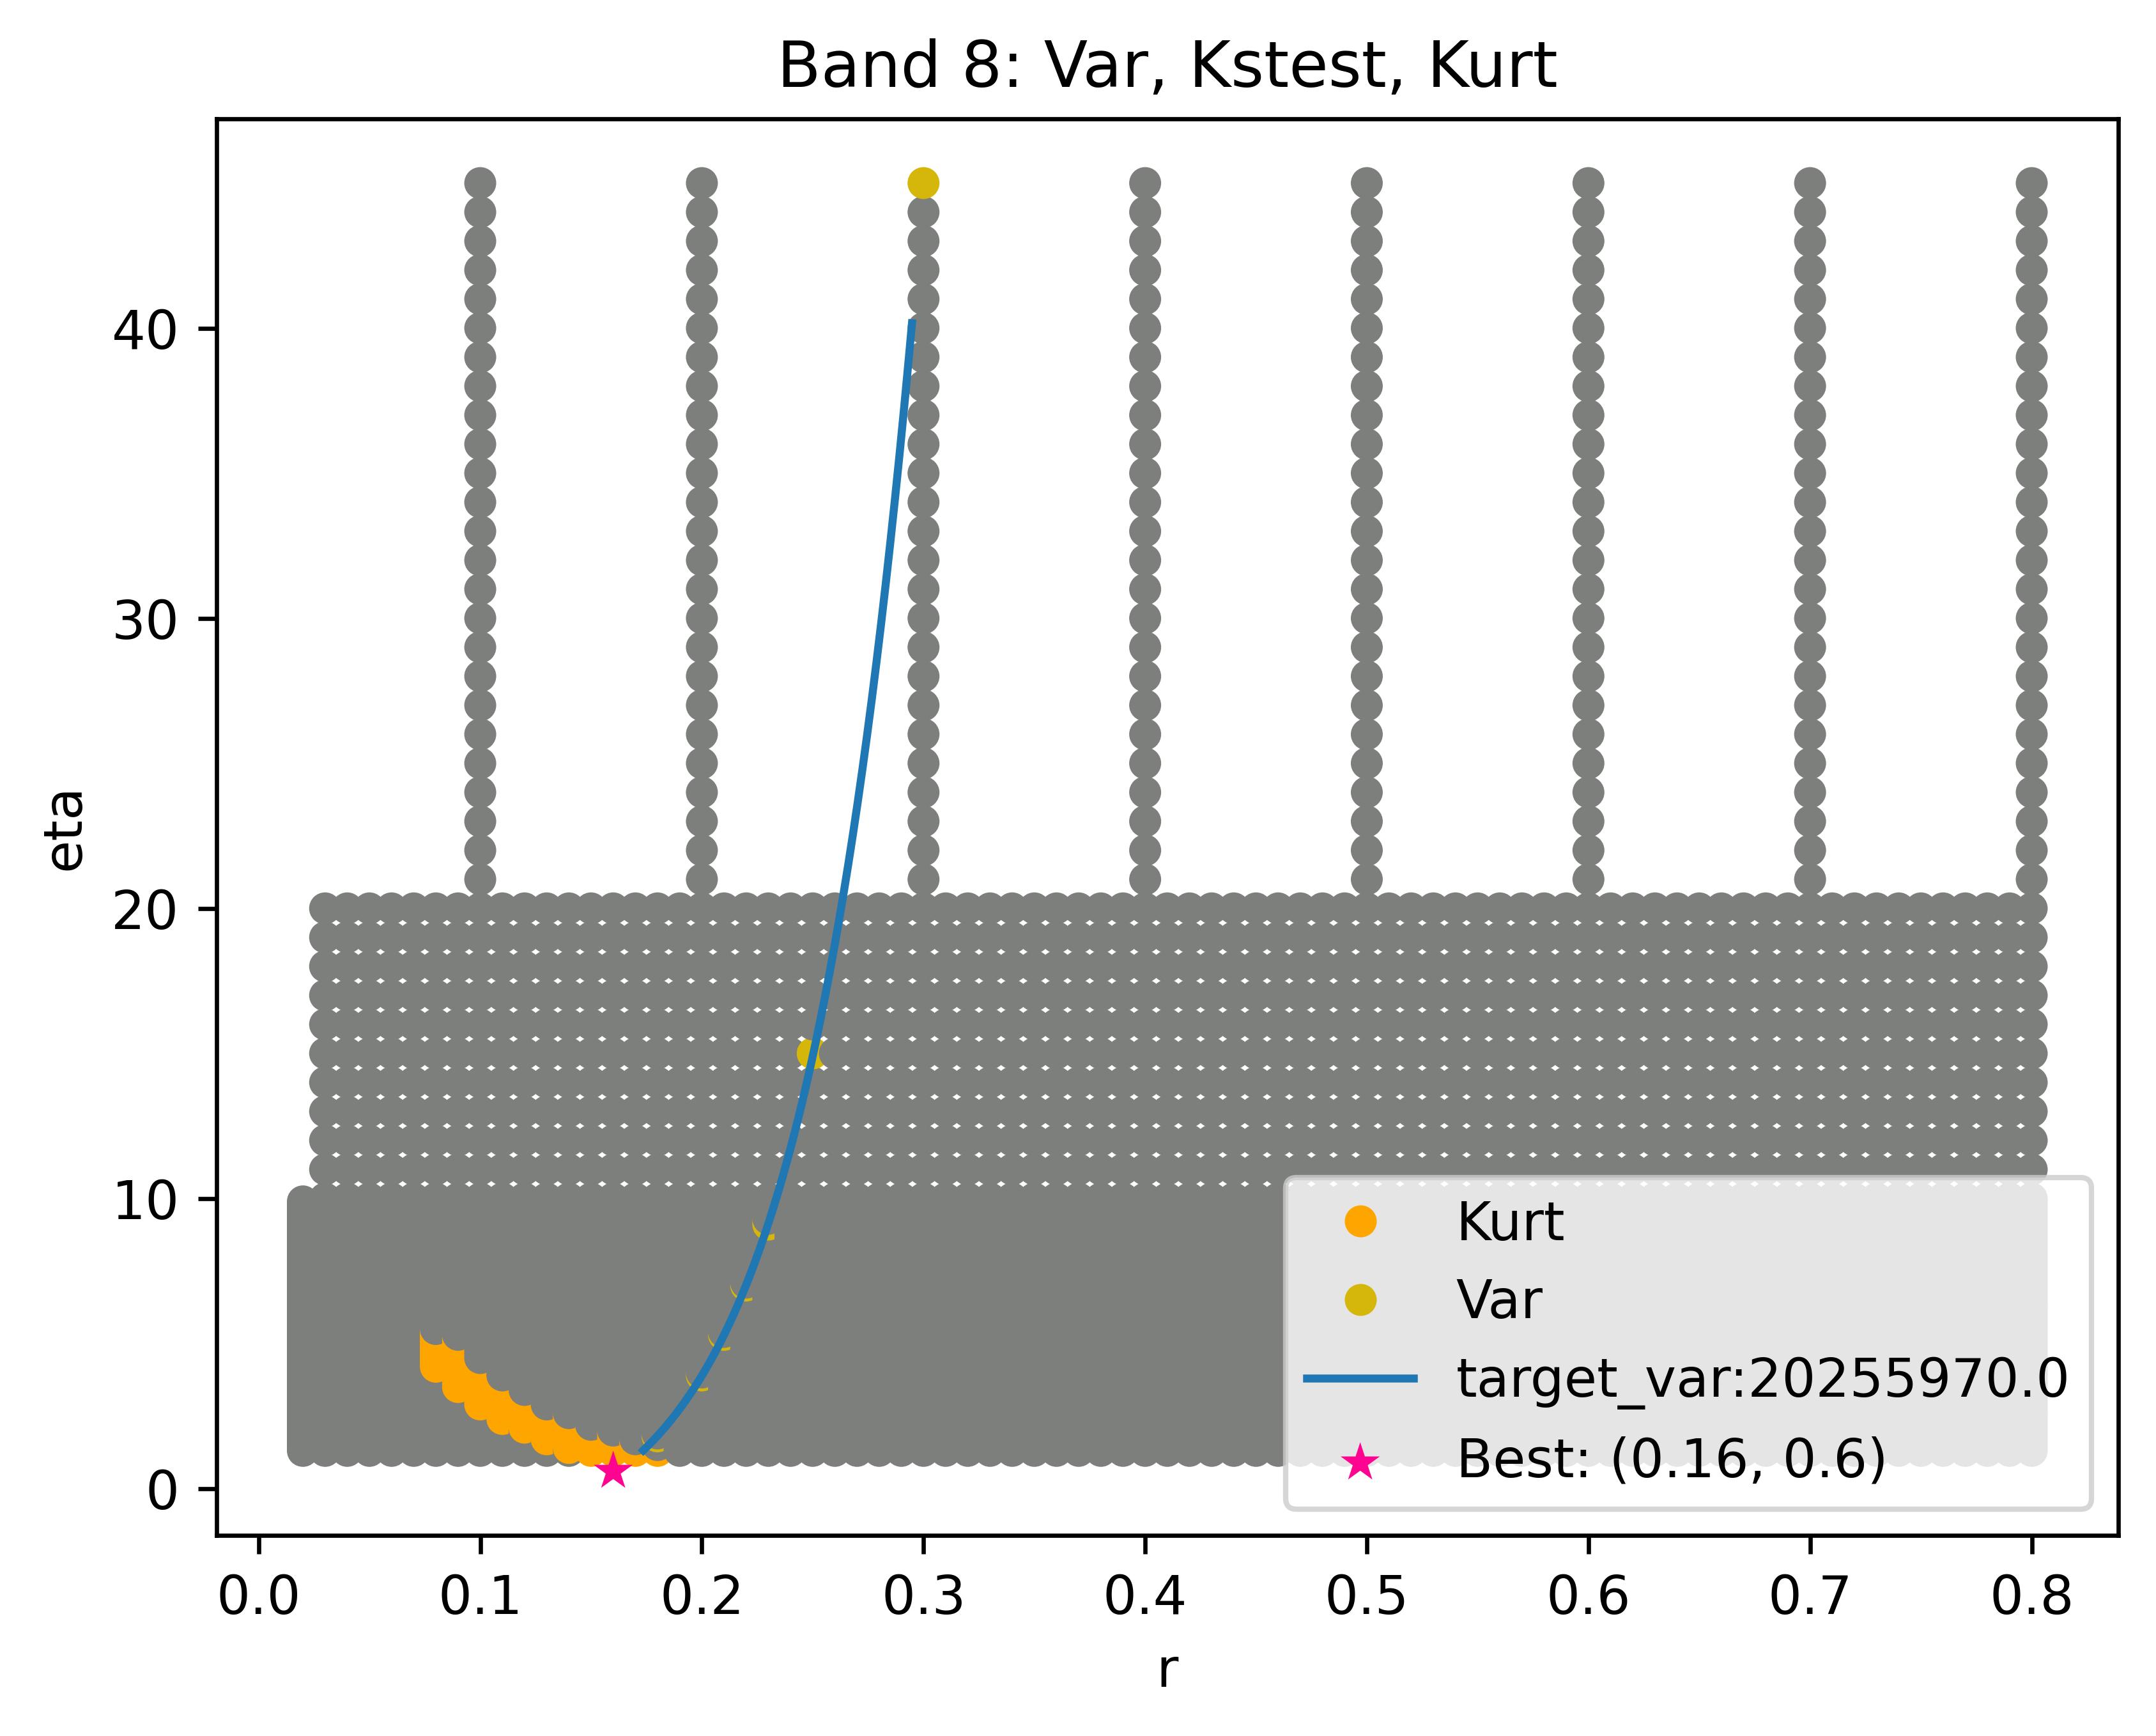 Band 8: Var, Kstest, Kurt
eta
40
30
20
10
0
Kurt
Var
target_var:20255970.0
Best: (0.16, 0.6)
0.0 0.1 0.2 0.3 0.4 0.5 0.6 0.7 0.8
r